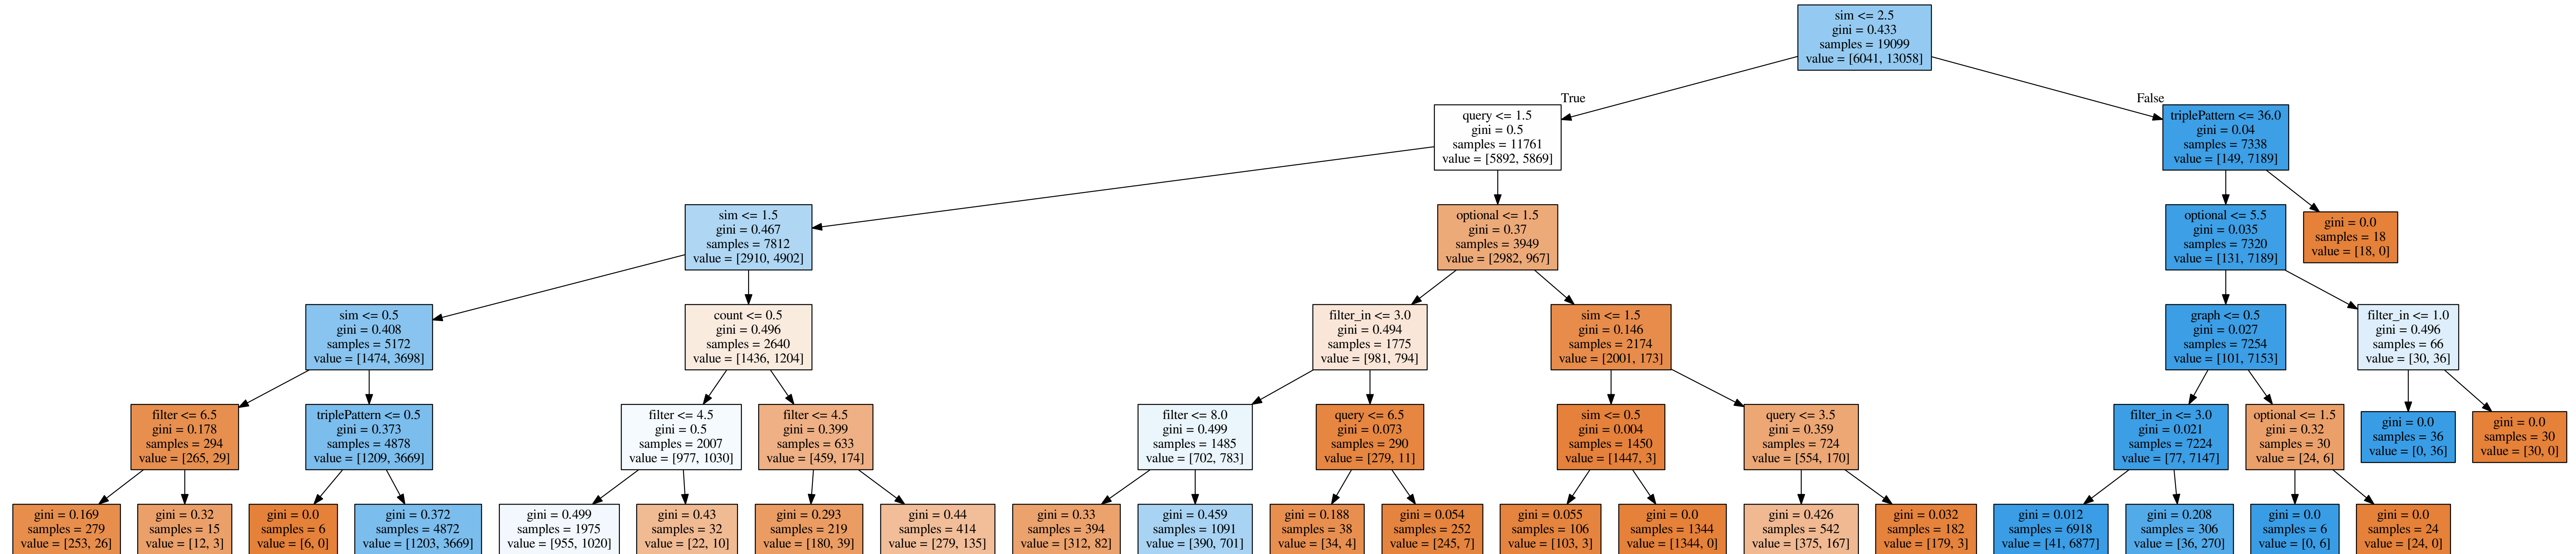 sim <= 2.5
gini = 0.433
samples = 19099
value = [6041, 13058]
True
False
query <= 1.5
gini = 0.5
samples = 11761
value = [5892, 5869]
triplePattern <= 36.0
gini = 0.04
samples = 7338
value = [149, 7189]
sim <= 1.5
gini = 0.467
samples = 7812
value = [2910, 4902]
optional <= 1.5
gini = 0.37
samples = 3949
value = [2982, 967]
optional <= 5.5
gini = 0.035
samples = 7320
value = [131, 7189]
gini = 0.0
samples = 18
value = [18, 0]
sim <= 0.5
gini = 0.408
samples = 5172
value = [1474, 3698]
count <= 0.5
gini = 0.496
samples = 2640
value = [1436, 1204]
filter_in <= 3.0
gini = 0.494
samples = 1775
value = [981, 794]
sim <= 1.5
gini = 0.146
samples = 2174
value = [2001, 173]
graph <= 0.5
gini = 0.027
samples = 7254
value = [101, 7153]
filter_in <= 1.0
gini = 0.496
samples = 66
value = [30, 36]
filter <= 6.5
gini = 0.178
samples = 294
value = [265, 29]
triplePattern <= 0.5
gini = 0.373
samples = 4878
value = [1209, 3669]
filter <= 4.5
gini = 0.5
samples = 2007
value = [977, 1030]
filter <= 4.5
gini = 0.399
samples = 633
value = [459, 174]
filter <= 8.0
gini = 0.499
samples = 1485
value = [702, 783]
query <= 6.5
gini = 0.073
samples = 290
value = [279, 11]
sim <= 0.5
gini = 0.004
samples = 1450
value = [1447, 3]
query <= 3.5
gini = 0.359
samples = 724
value = [554, 170]
filter_in <= 3.0
gini = 0.021
samples = 7224
value = [77, 7147]
optional <= 1.5
gini = 0.32
samples = 30
value = [24, 6]
gini = 0.0
samples = 36
value = [0, 36]
gini = 0.0
samples = 30
value = [30, 0]
gini = 0.169
samples = 279
value = [253, 26]
gini = 0.32
samples = 15
value = [12, 3]
gini = 0.0
samples = 6
value = [6, 0]
gini = 0.372
samples = 4872
value = [1203, 3669]
gini = 0.499
samples = 1975
value = [955, 1020]
gini = 0.43
samples = 32
value = [22, 10]
gini = 0.293
samples = 219
value = [180, 39]
gini = 0.44
samples = 414
value = [279, 135]
gini = 0.33
samples = 394
value = [312, 82]
gini = 0.459
samples = 1091
value = [390, 701]
gini = 0.188
samples = 38
value = [34, 4]
gini = 0.054
samples = 252
value = [245, 7]
gini = 0.055
samples = 106
value = [103, 3]
gini = 0.0
samples = 1344
value = [1344, 0]
gini = 0.426
samples = 542
value = [375, 167]
gini = 0.032
samples = 182
value = [179, 3]
gini = 0.012
samples = 6918
value = [41, 6877]
gini = 0.208
samples = 306
value = [36, 270]
gini = 0.0
samples = 6
value = [0, 6]
gini = 0.0
samples = 24
value = [24, 0]